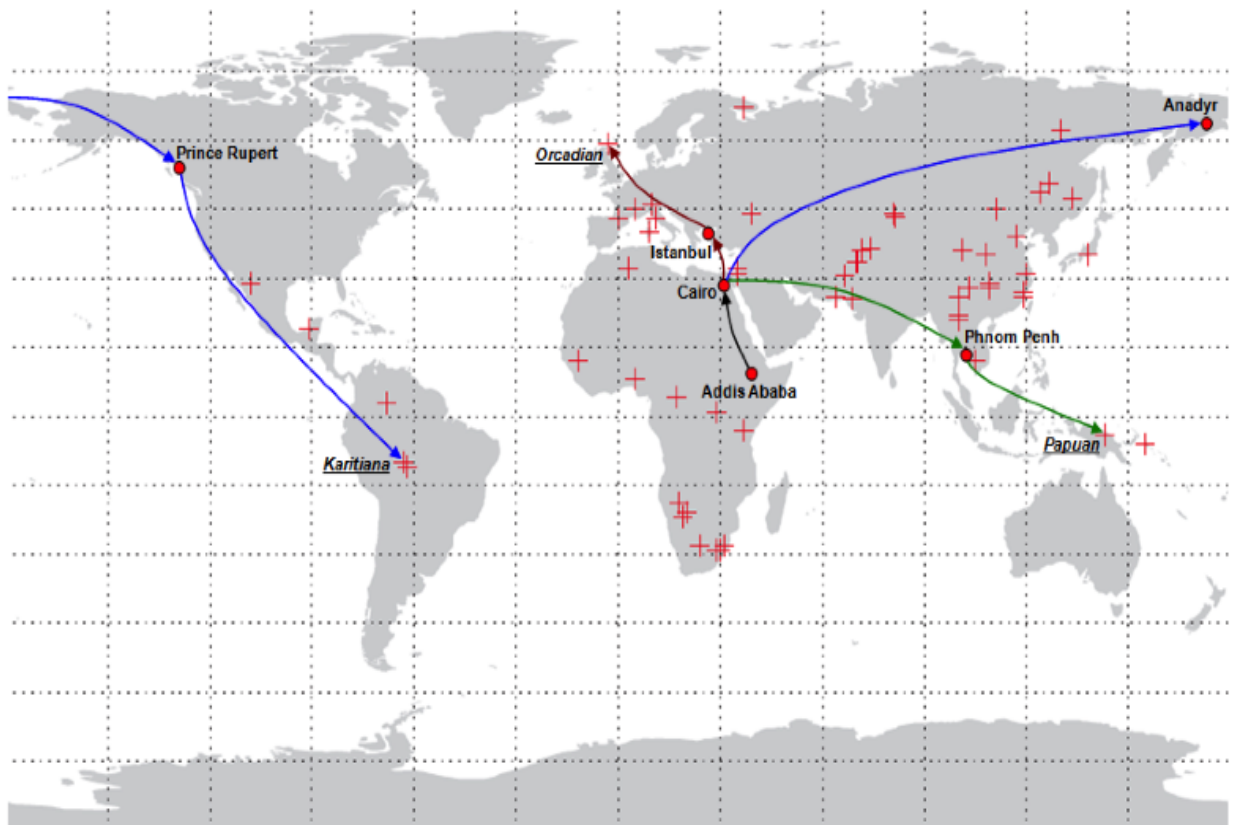 Anadyr
Prince Rupert
Orcadian
Istanbul
Cairo
Phnom Penh
Addis Ababa
Papuan
Karitiana